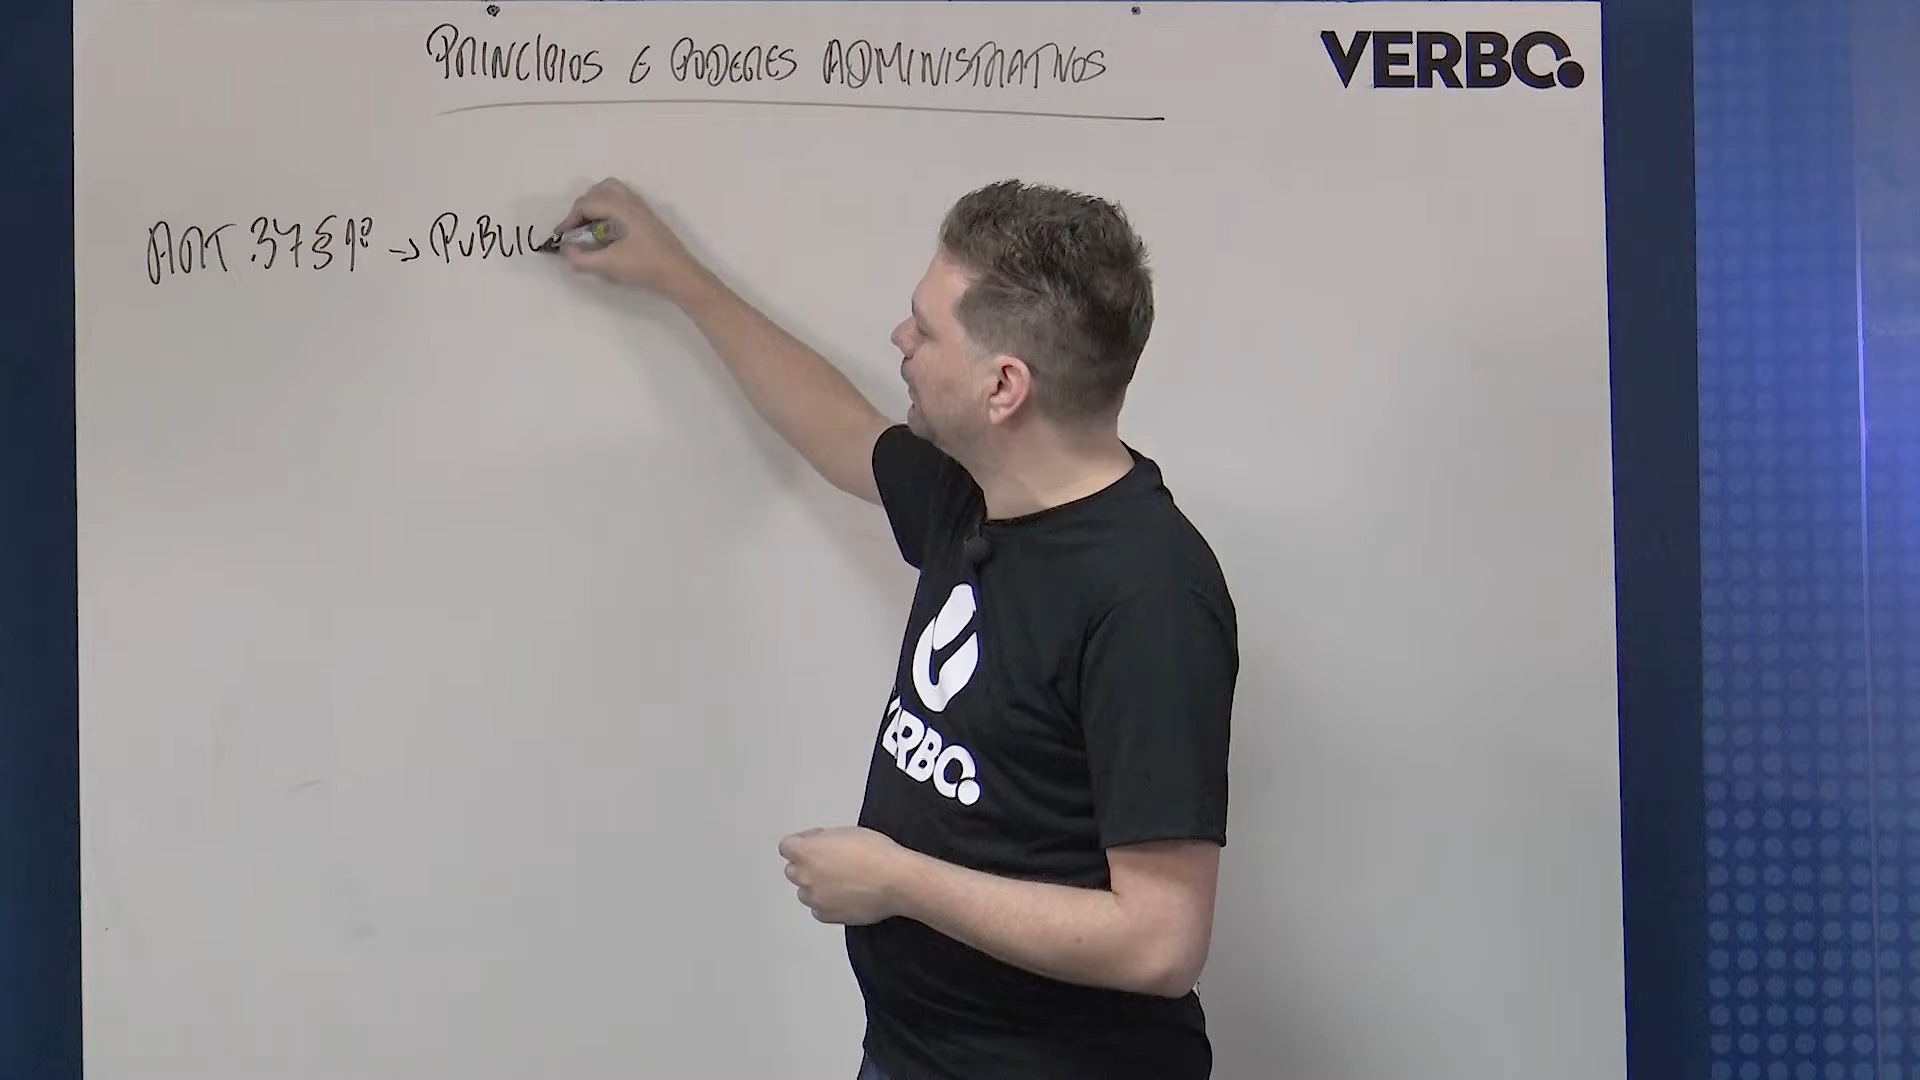 PRINCÍPIOS E PODERES ADMINISTRATIVOS
VERBO.
ART. 37 § 1º → PUBLIC
VERBO.